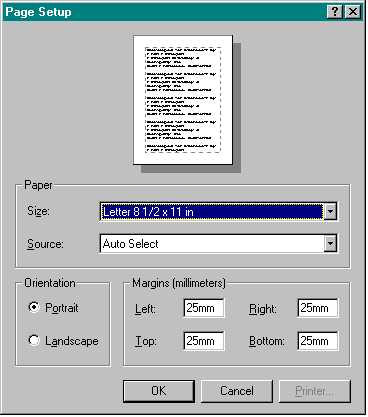 Page Setup
Paper
Size: Letter 8 1/2 x 11 in
Source: Auto Select
Orientation
Portrait
Landscape
Margins (millimeters)
Left: 25mm Right: 25mm
Top: 25mm Bottom: 25mm
OK Cancel Printer...